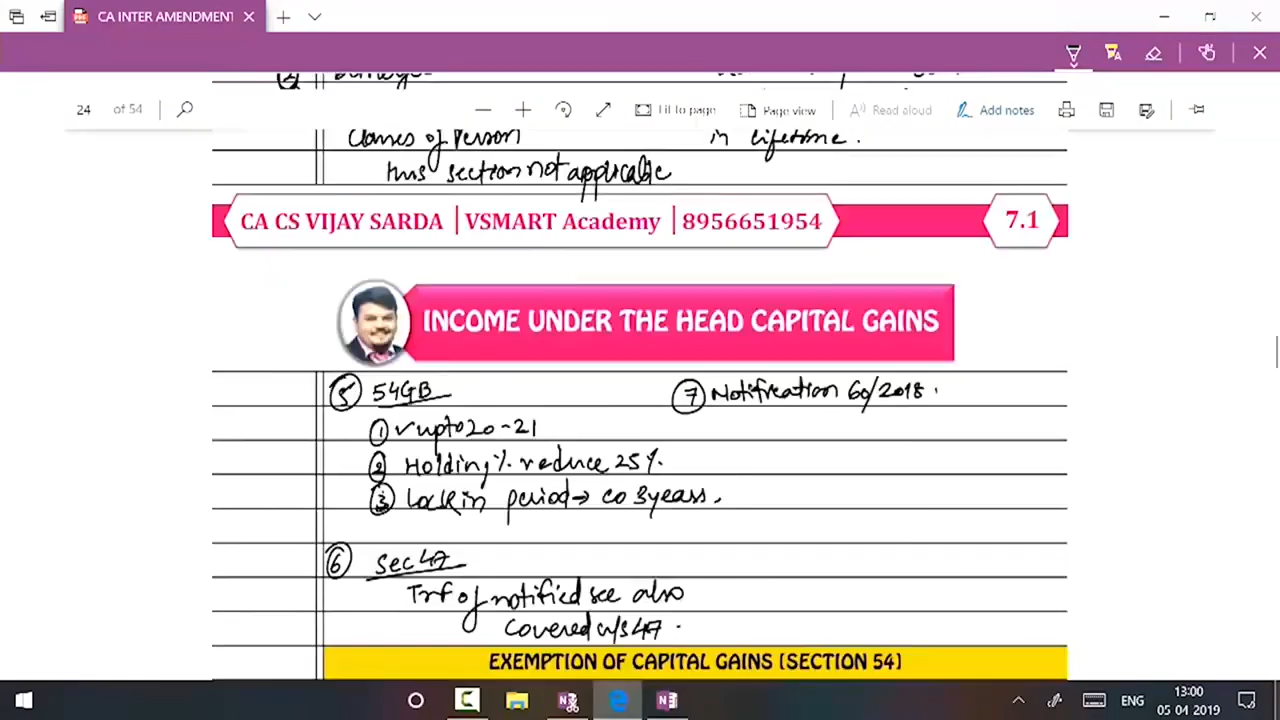 CA INTER AMENDMENT
24 of 54
Fit to page
Page view
Read aloud
Add notes
Classes of Person
in lifetime.
this section not applicable
CA CS VIJAY SARDA | VSMART Academy | 8956651954
7.1
INCOME UNDER THE HEAD CAPITAL GAINS
⑤ 54GB
⑦ Notification 60/2018.
① upto 20-21
② Holding % reduce 25%.
③ Lock in period → co 3 years.
⑥ Sec 47
Trf of notified sec also
Covered u/s 47.
EXEMPTION OF CAPITAL GAINS [SECTION 54]
ENG
13:00
05-04-2019